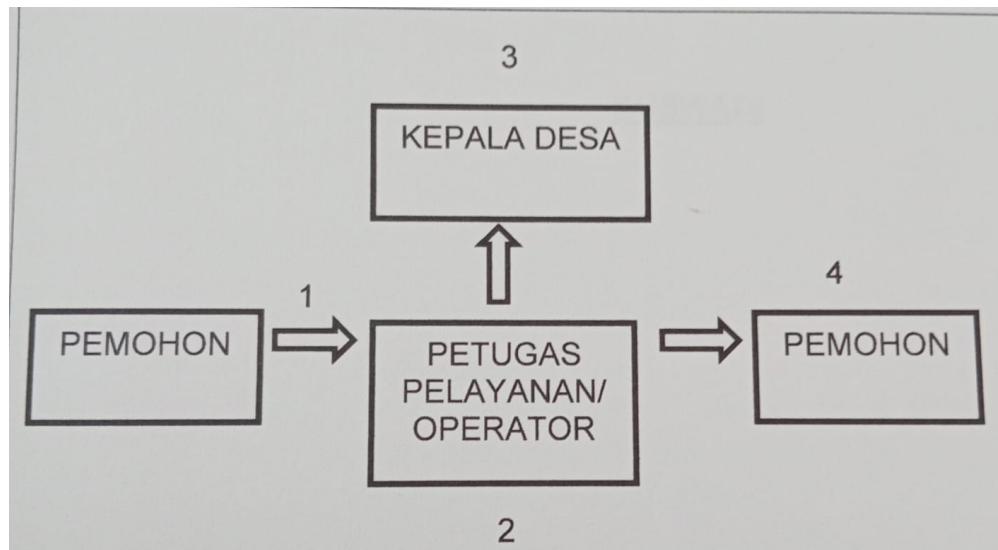 3
KEPALA DESA
1
4
PEMOHON
PETUGAS
PELAYANAN/
OPERATOR
PEMOHON
2